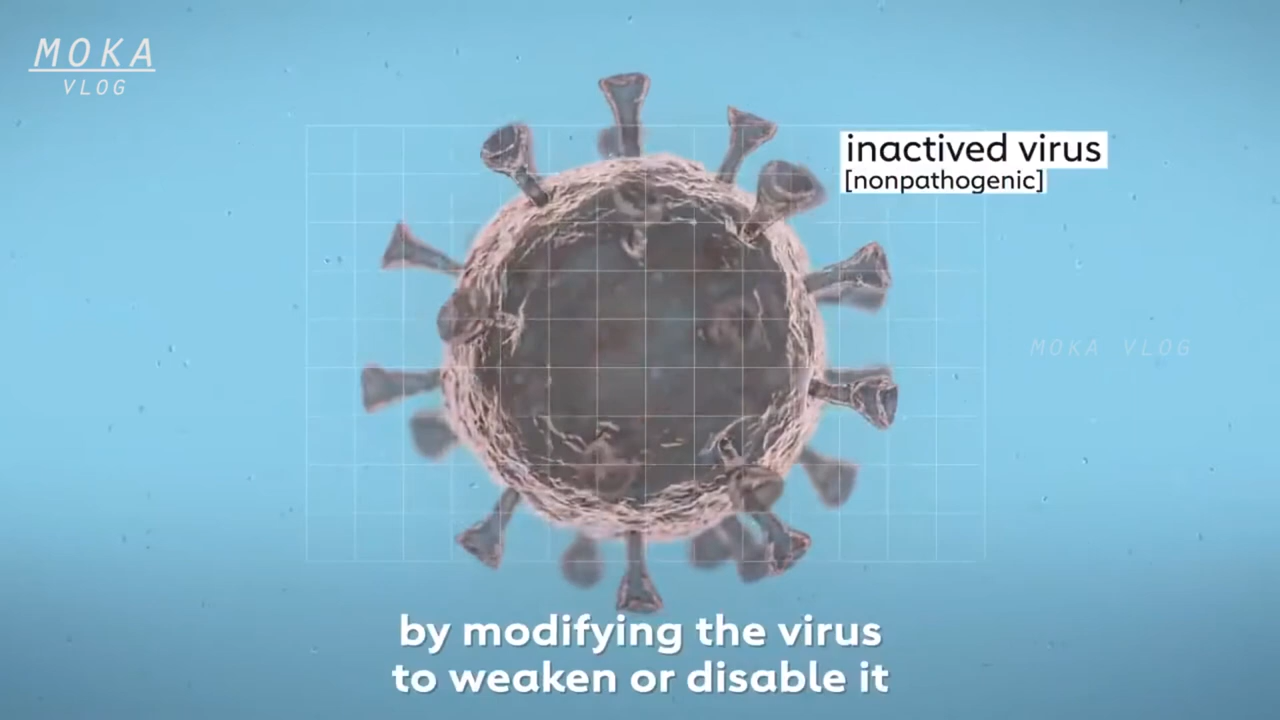 MOKA
VLOG
inactived virus
[nonpathogenic]
MOKA VLOG
by modifying the virus
to weaken or disable it